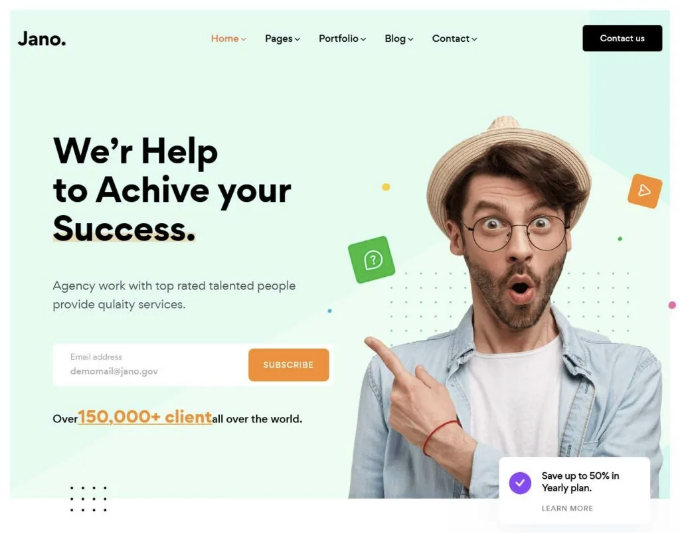 Jano.
Home Pages Portfolio Blog Contact
Contact us
We’r Help
to Achive your
Success.
Agency work with top rated talented people
provide qulaity services.
Email address
demomail@jano.gov
SUBSCRIBE
Over 150,000+ client all over the world.
Save up to 50% in
Yearly plan.
LEARN MORE